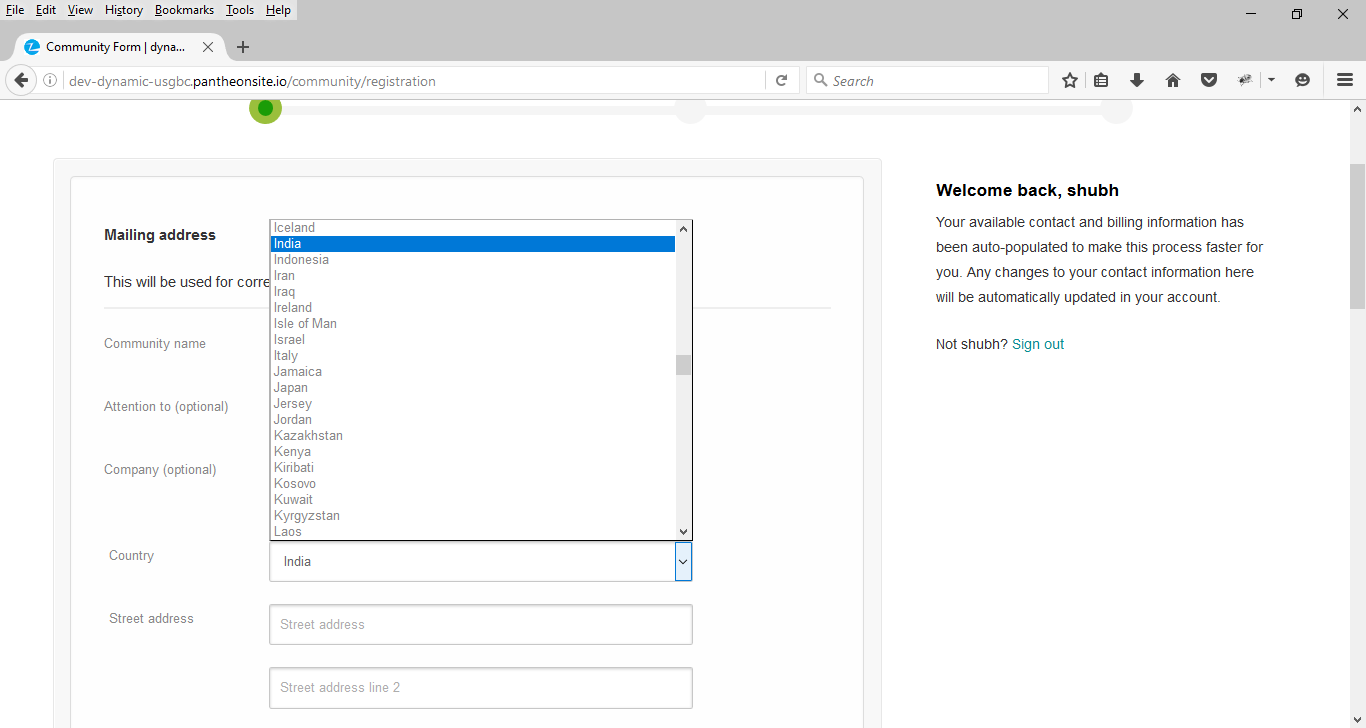 File Edit View History Bookmarks Tools Help
Community Form | dyna...
dev-dynamic-usgbc.pantheonsite.io/community/registration
Search
Mailing address
This will be used for corre
Community name
Attention to (optional)
Company (optional)
Iceland
India
Indonesia
Iran
Iraq
Ireland
Isle of Man
Israel
Italy
Jamaica
Japan
Jersey
Jordan
Kazakhstan
Kenya
Kiribati
Kosovo
Kuwait
Kyrgyzstan
Laos
Country
India
Street address
Street address
Street address line 2
Welcome back, shubh
Your available contact and billing information has
been auto-populated to make this process faster for
you. Any changes to your contact information here
will be automatically updated in your account.
Not shubh? Sign out